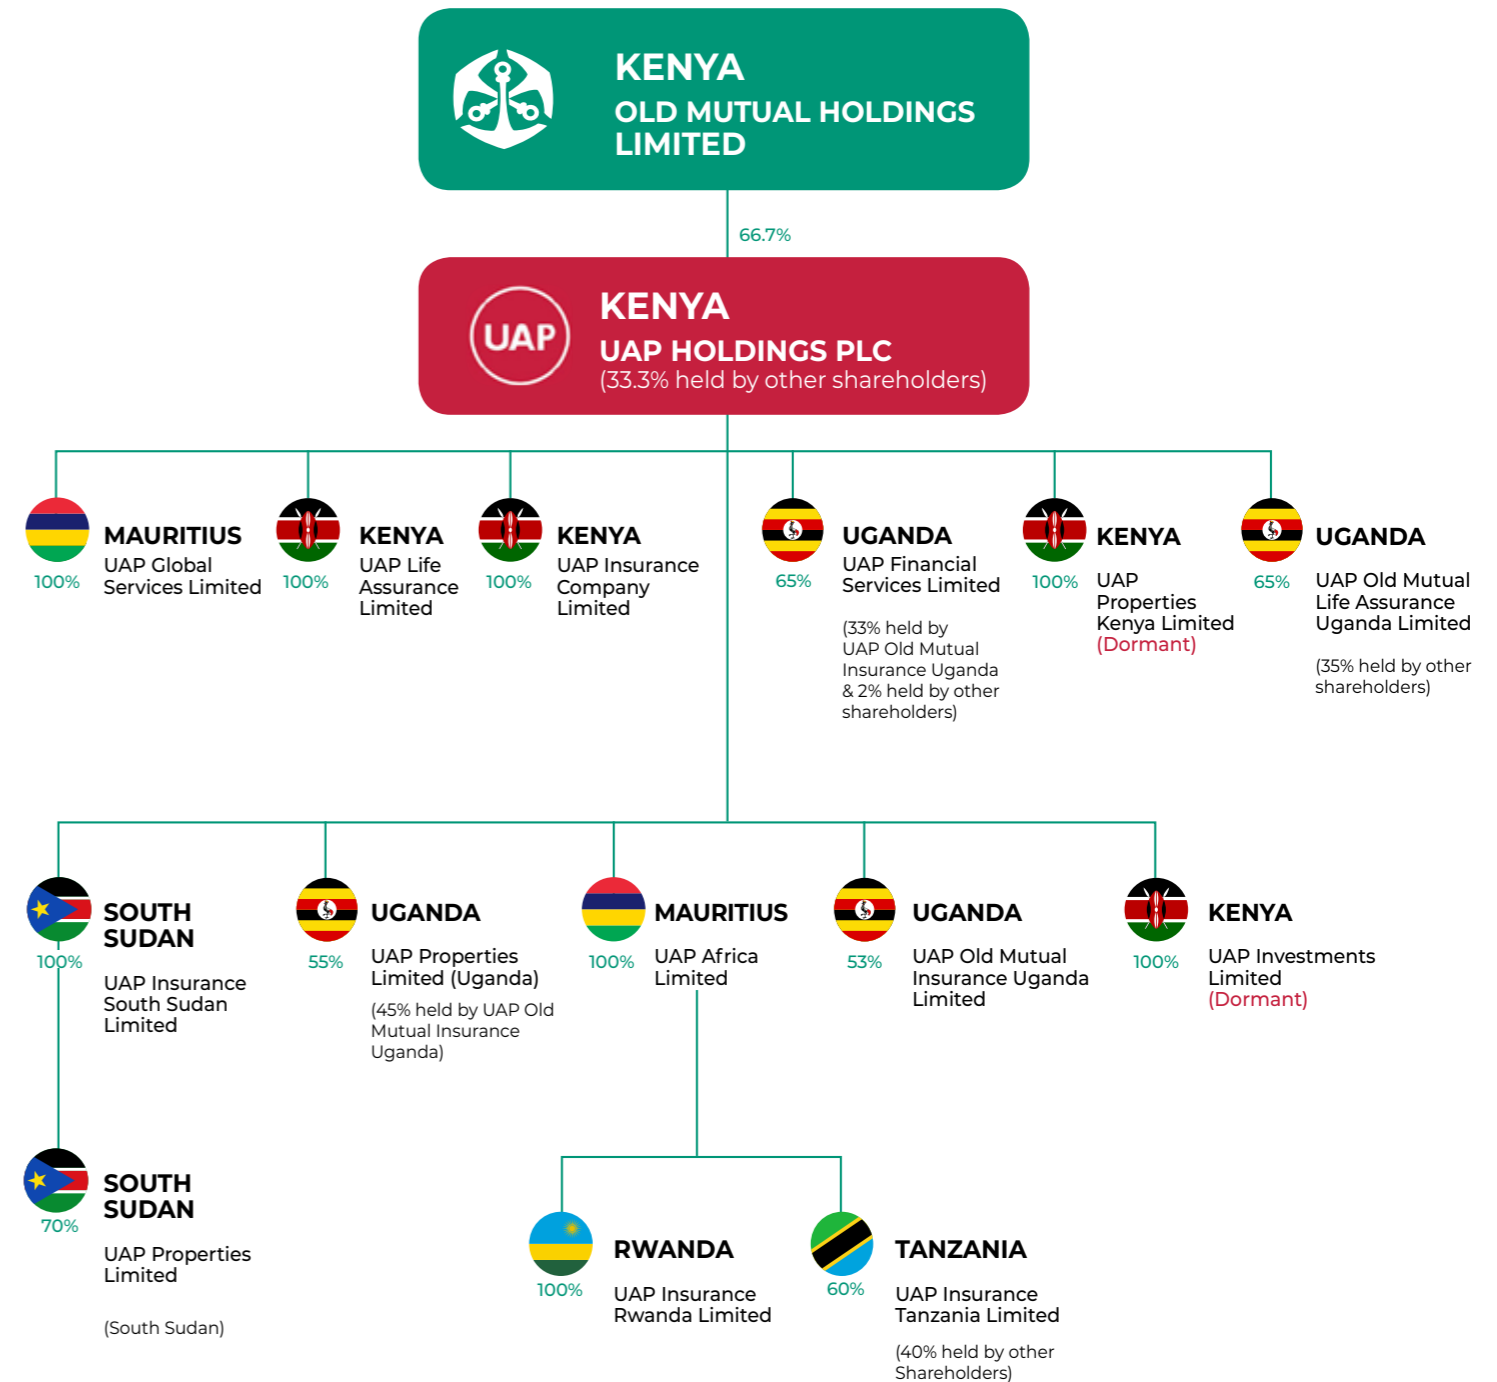 KENYA
OLD MUTUAL HOLDINGS
LIMITED
66.7%
UAP
KENYA
UAP HOLDINGS PLC
(33.3% held by other shareholders)
MAURITIUS
UAP Global
Services Limited
100%
KENYA
UAP Life
Assurance
Limited
100%
KENYA
UAP Insurance
Company
Limited
100%
UGANDA
UAP Financial
Services Limited
65%
(33% held by
UAP Old Mutual
Insurance Uganda
& 2% held by other
shareholders)
KENYA
100%
UAP
Properties
Kenya Limited
(Dormant)
UGANDA
65%
UAP Old Mutual
Life Assurance
Uganda Limited
(35% held by other
shareholders)
SOUTH
SUDAN
100%
UAP Insurance
South Sudan
Limited
UGANDA
55%
UAP Properties
Limited (Uganda)
(45% held by UAP Old
Mutual Insurance
Uganda)
MAURITIUS
100%
UAP Africa
Limited
UGANDA
53%
UAP Old Mutual
Insurance Uganda
Limited
KENYA
100%
UAP Investments
Limited
(Dormant)
SOUTH
SUDAN
70%
UAP Properties
Limited
(South Sudan)
RWANDA
100%
UAP Insurance
Rwanda Limited
TANZANIA
60%
UAP Insurance
Tanzania Limited
(40% held by other
Shareholders)